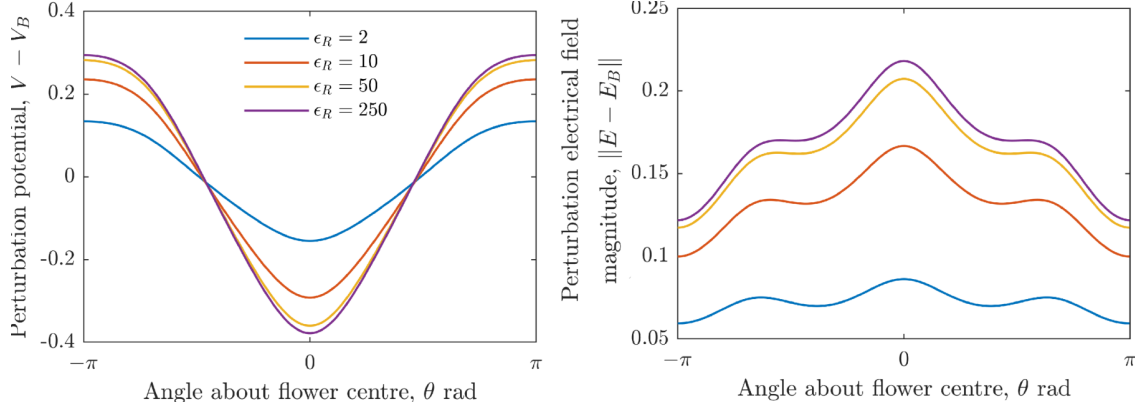 Perturbation potential, V − V_B
0.4
0.2
0
-0.2
-0.4
ϵ_R = 2
ϵ_R = 10
ϵ_R = 50
ϵ_R = 250
−π
0
π
Angle about flower centre, θ rad
Perturbation electrical field
magnitude, ||E − E_B||
0.25
0.2
0.15
0.1
0.05
−π
0
π
Angle about flower centre, θ rad